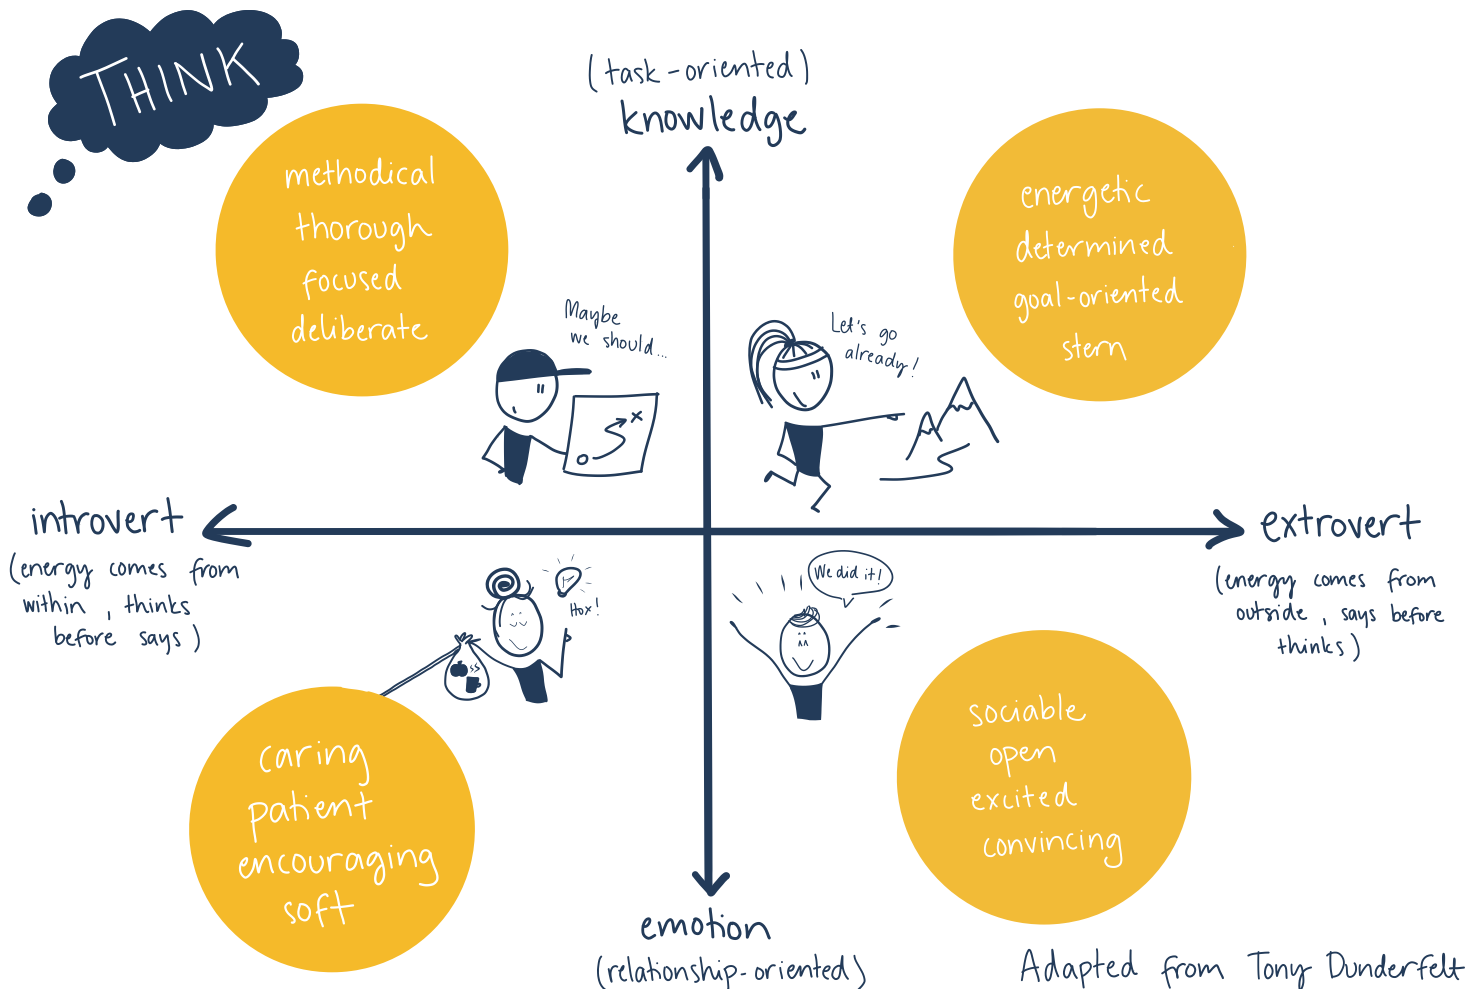 THINK
(task-oriented)
knowledge
methodical
thorough
focused
deliberate
energetic
determined
goal-oriented
stern
Maybe
we should...
Let's go
already!
introvert
(energy comes from
within, thinks
before says)
extrovert
(energy comes from
outside, says before
thinks)
Hox!
We did it!
caring
patient
encouraging
soft
sociable
open
excited
convincing
emotion
(relationship-oriented)
Adapted from Tony Dunderfelt